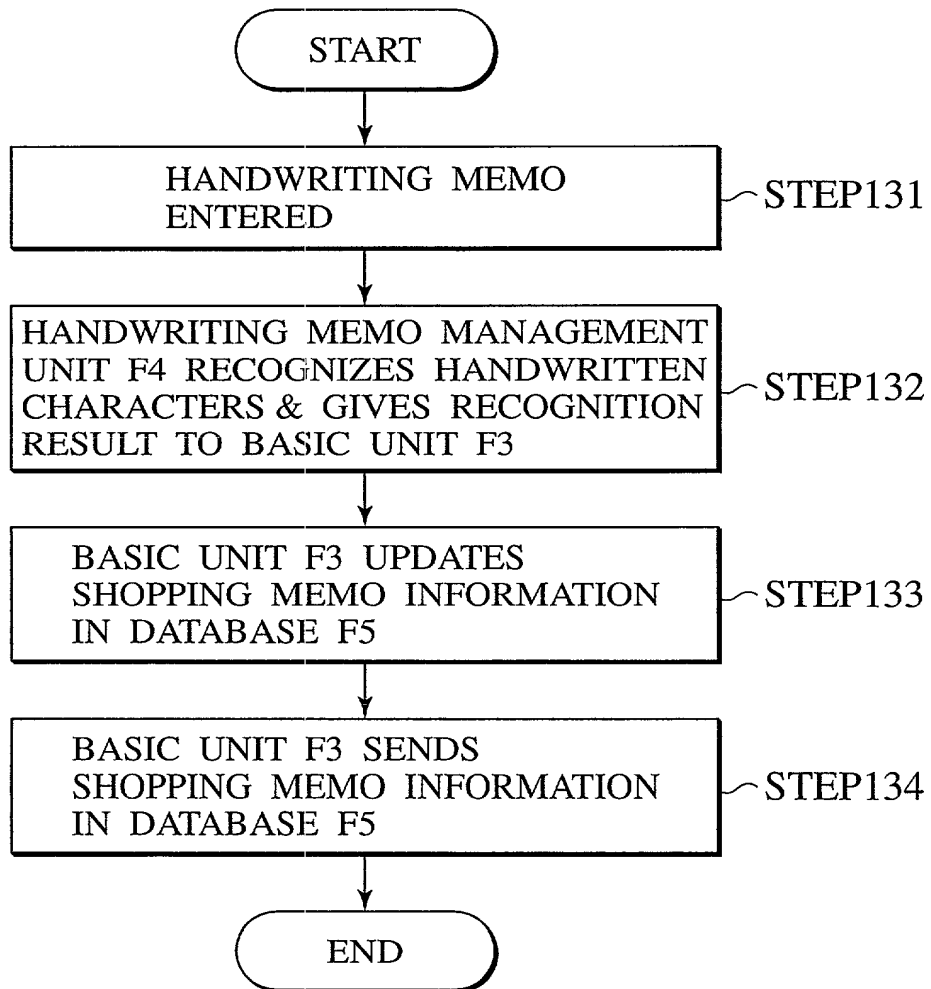 START
HANDWRITING MEMO
ENTERED
STEP131
HANDWRITING MEMO MANAGEMENT
UNIT F4 RECOGNIZES HANDWRITTEN
CHARACTERS & GIVES RECOGNITION
RESULT TO BASIC UNIT F3
STEP132
BASIC UNIT F3 UPDATES
SHOPPING MEMO INFORMATION
IN DATABASE F5
STEP133
BASIC UNIT F3 SENDS
SHOPPING MEMO INFORMATION
IN DATABASE F5
STEP134
END